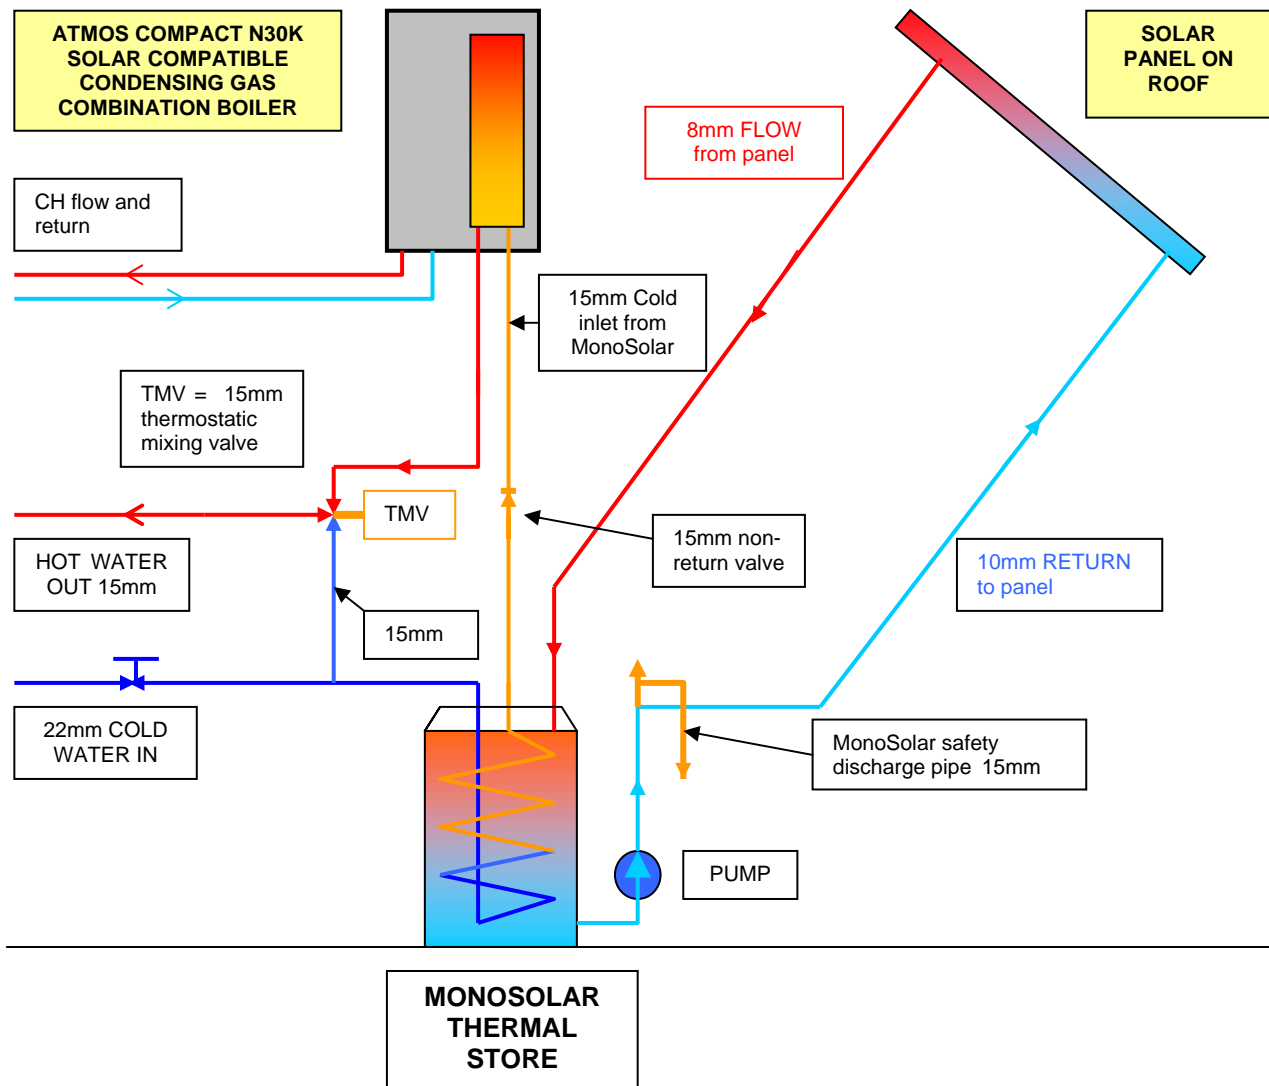 ATMOS COMPACT N30K
SOLAR COMPATIBLE
CONDENSING GAS
COMBINATION BOILER
SOLAR
PANEL ON
ROOF
8mm FLOW
from panel
CH flow and
return
15mm Cold
inlet from
MonoSolar
TMV = 15mm
thermostatic
mixing valve
TMV
15mm non-
return valve
HOT WATER
OUT 15mm
10mm RETURN
to panel
15mm
22mm COLD
WATER IN
MonoSolar safety
discharge pipe 15mm
PUMP
MONOSOLAR
THERMAL
STORE